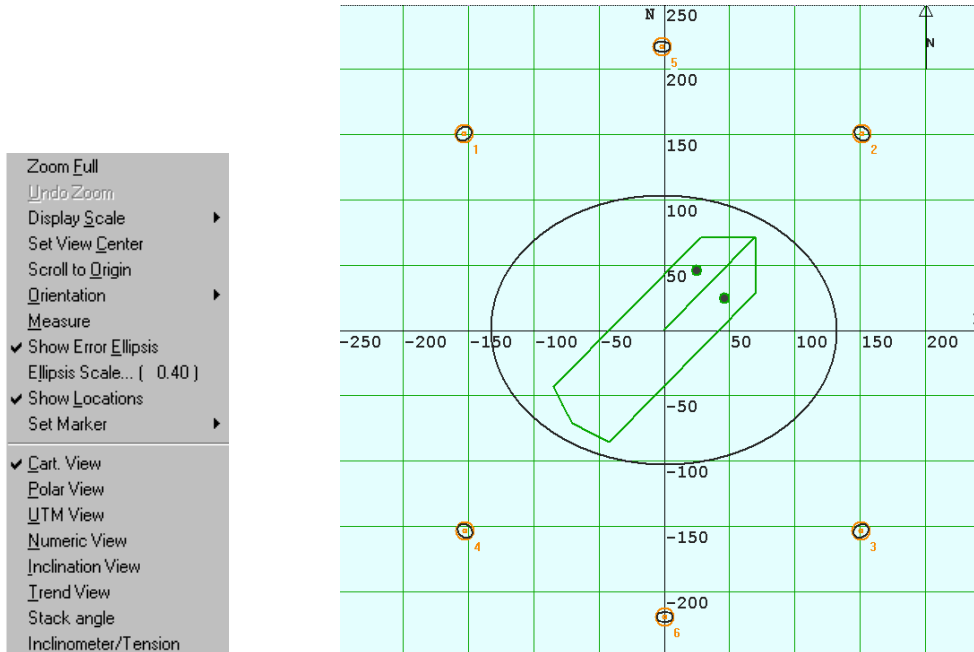 Zoom Full
Undo Zoom
Display Scale
Set View Center
Scroll to Origin
Orientation
Measure
Show Error Ellipsis
Ellipsis Scale... ( 0.40 )
Show Locations
Set Marker
Cart. View
Polar View
UTM View
Numeric View
Inclination View
Trend View
Stack angle
Inclinometer/Tension
N 250
N
5
200
1
150
2
100
50
-250 -200 -150 -100 -50 50 100 150 200
-50
-100
4
-150
3
-200
6